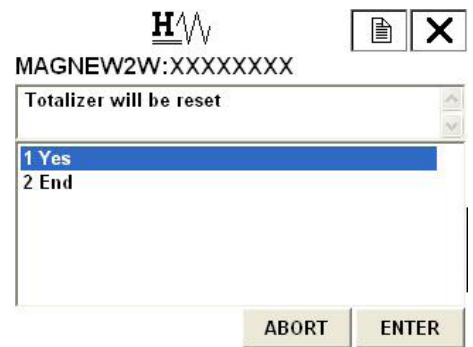 H
MAGNEW2W:XXXXXXXX
Totalizer will be reset
1 Yes
2 End
ABORT ENTER